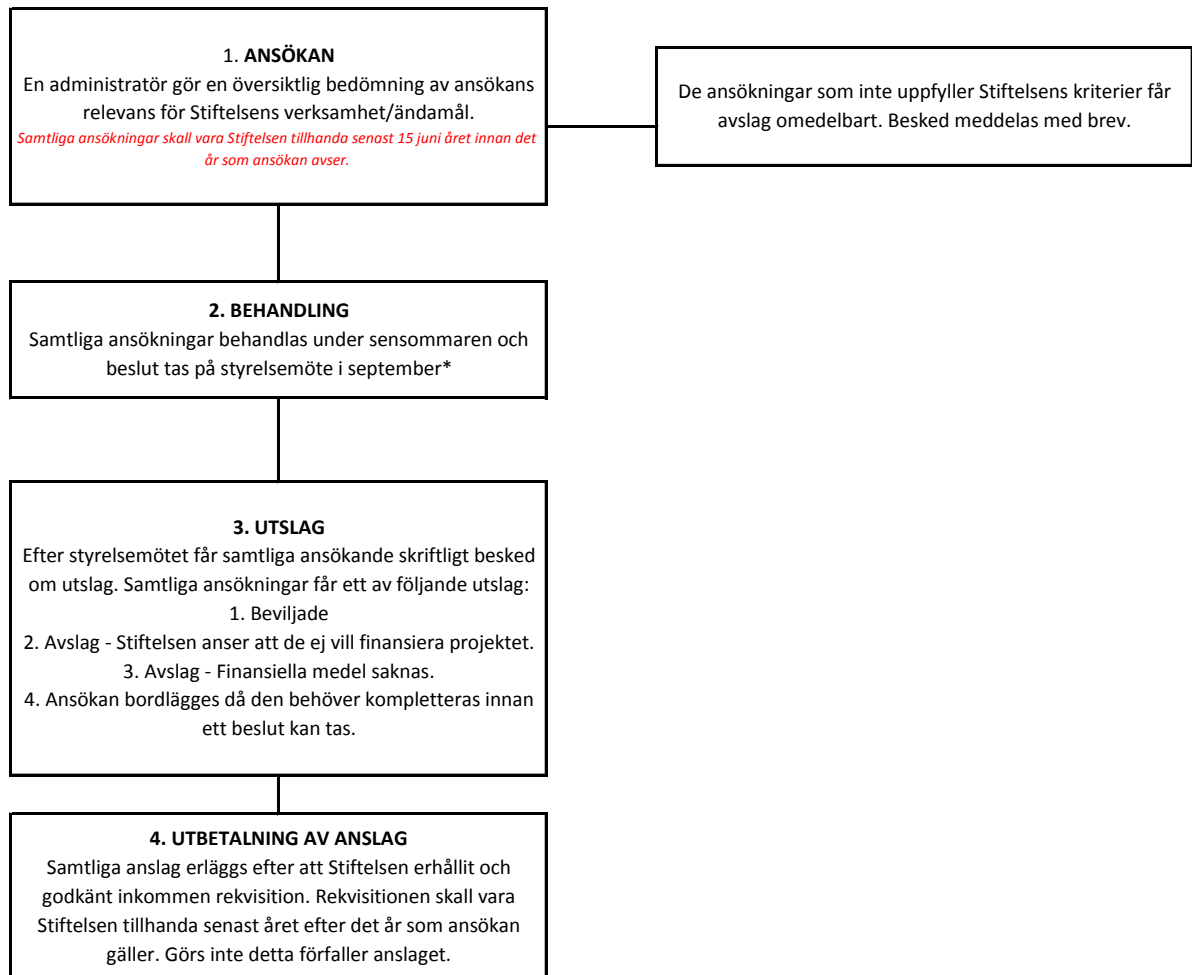 1. ANSÖKAN
En administratör gör en översiktlig bedömning av ansökans
relevans för Stiftelsens verksamhet/ändamål.
Samtliga ansökningar skall vara Stiftelsen tillhanda senast 15 juni året innan det
år som ansökan avser.
De ansökningar som inte uppfyller Stiftelsens kriterier får
avslag omedelbart. Besked meddelas med brev.
2. BEHANDLING
Samtliga ansökningar behandlas under sensommaren och
beslut tas på styrelsemöte i september*
3. UTSLAG
Efter styrelsemötet får samtliga ansökande skriftligt besked
om utslag. Samtliga ansökningar får ett av följande utslag:
1. Beviljade
2. Avslag - Stiftelsen anser att de ej vill finansiera projektet.
3. Avslag - Finansiella medel saknas.
4. Ansökan bordlägges då den behöver kompletteras innan
ett beslut kan tas.
4. UTBETALNING AV ANSLAG
Samtliga anslag erläggs efter att Stiftelsen erhållit och
godkänt inkommen rekvisition. Rekvisitionen skall vara
Stiftelsen tillhanda senast året efter det år som ansökan
gäller. Görs inte detta förfaller anslaget.